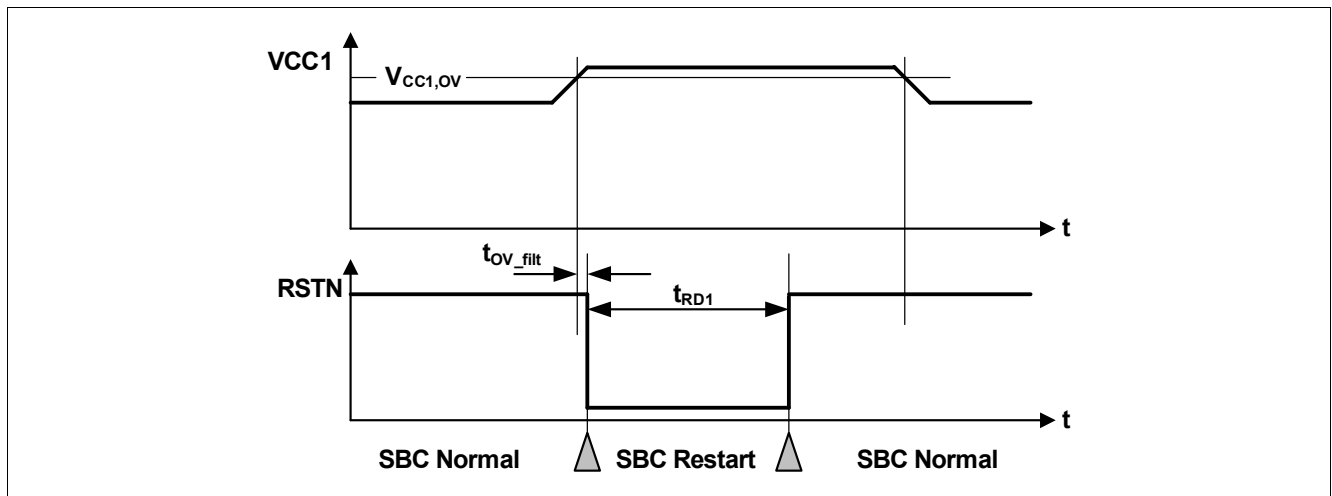 VCC1
VCC1,OV
t
tOV_filt
RSTN
tRD1
t
SBC Normal
SBC Restart
SBC Normal